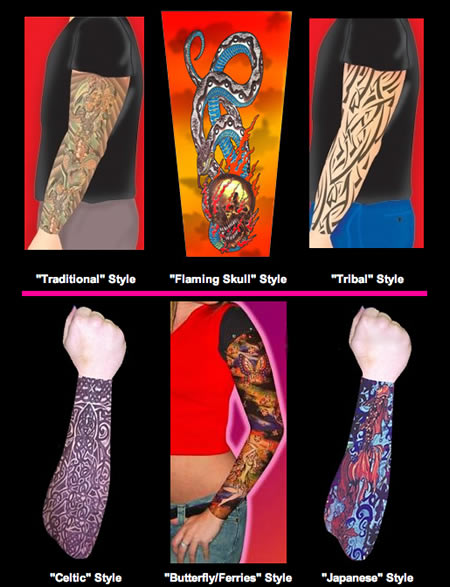 "Traditional" Style
"Flaming Skull" Style
"Tribal" Style
"Celtic" Style
"Butterfly/Ferries" Style
"Japanese" Style